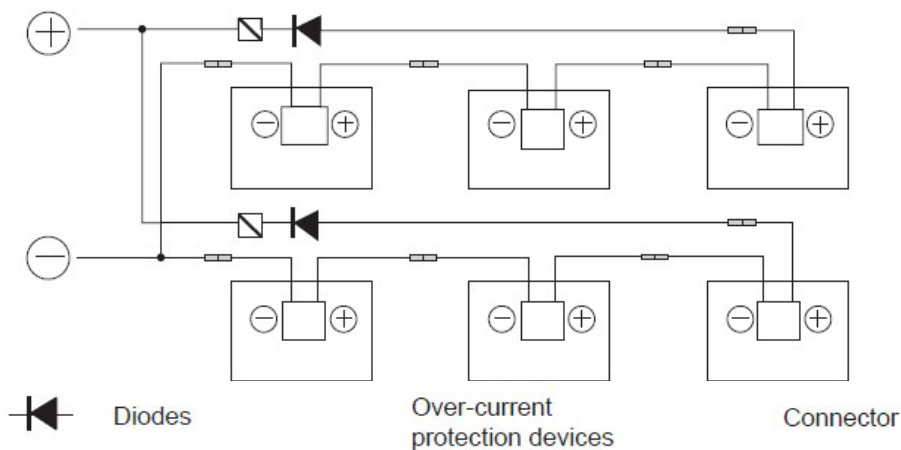 Diodes
Over-current
protection devices
Connector